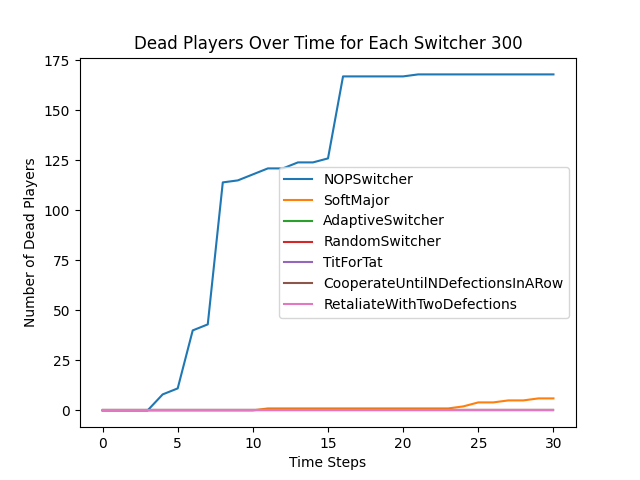 Dead Players Over Time for Each Switcher 300
175
150
125
100
75
50
25
0
Number of Dead Players
NOPSwitcher
SoftMajor
AdaptiveSwitcher
RandomSwitcher
TitForTat
CooperateUntilNDefectionsInARow
RetaliateWithTwoDefections
0 5 10 15 20 25 30
Time Steps